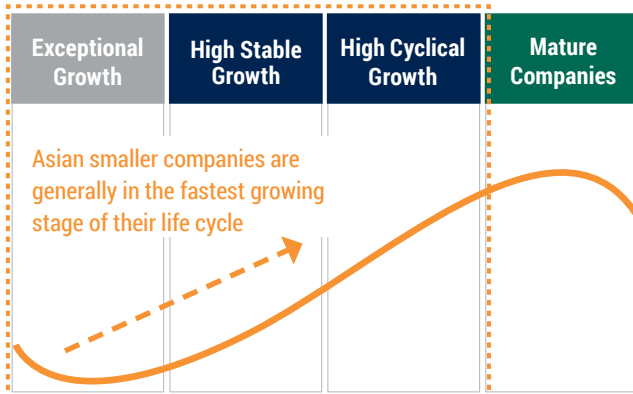 Exceptional
Growth
High Stable
Growth
High Cyclical
Growth
Mature
Companies
Asian smaller companies are
generally in the fastest growing
stage of their life cycle